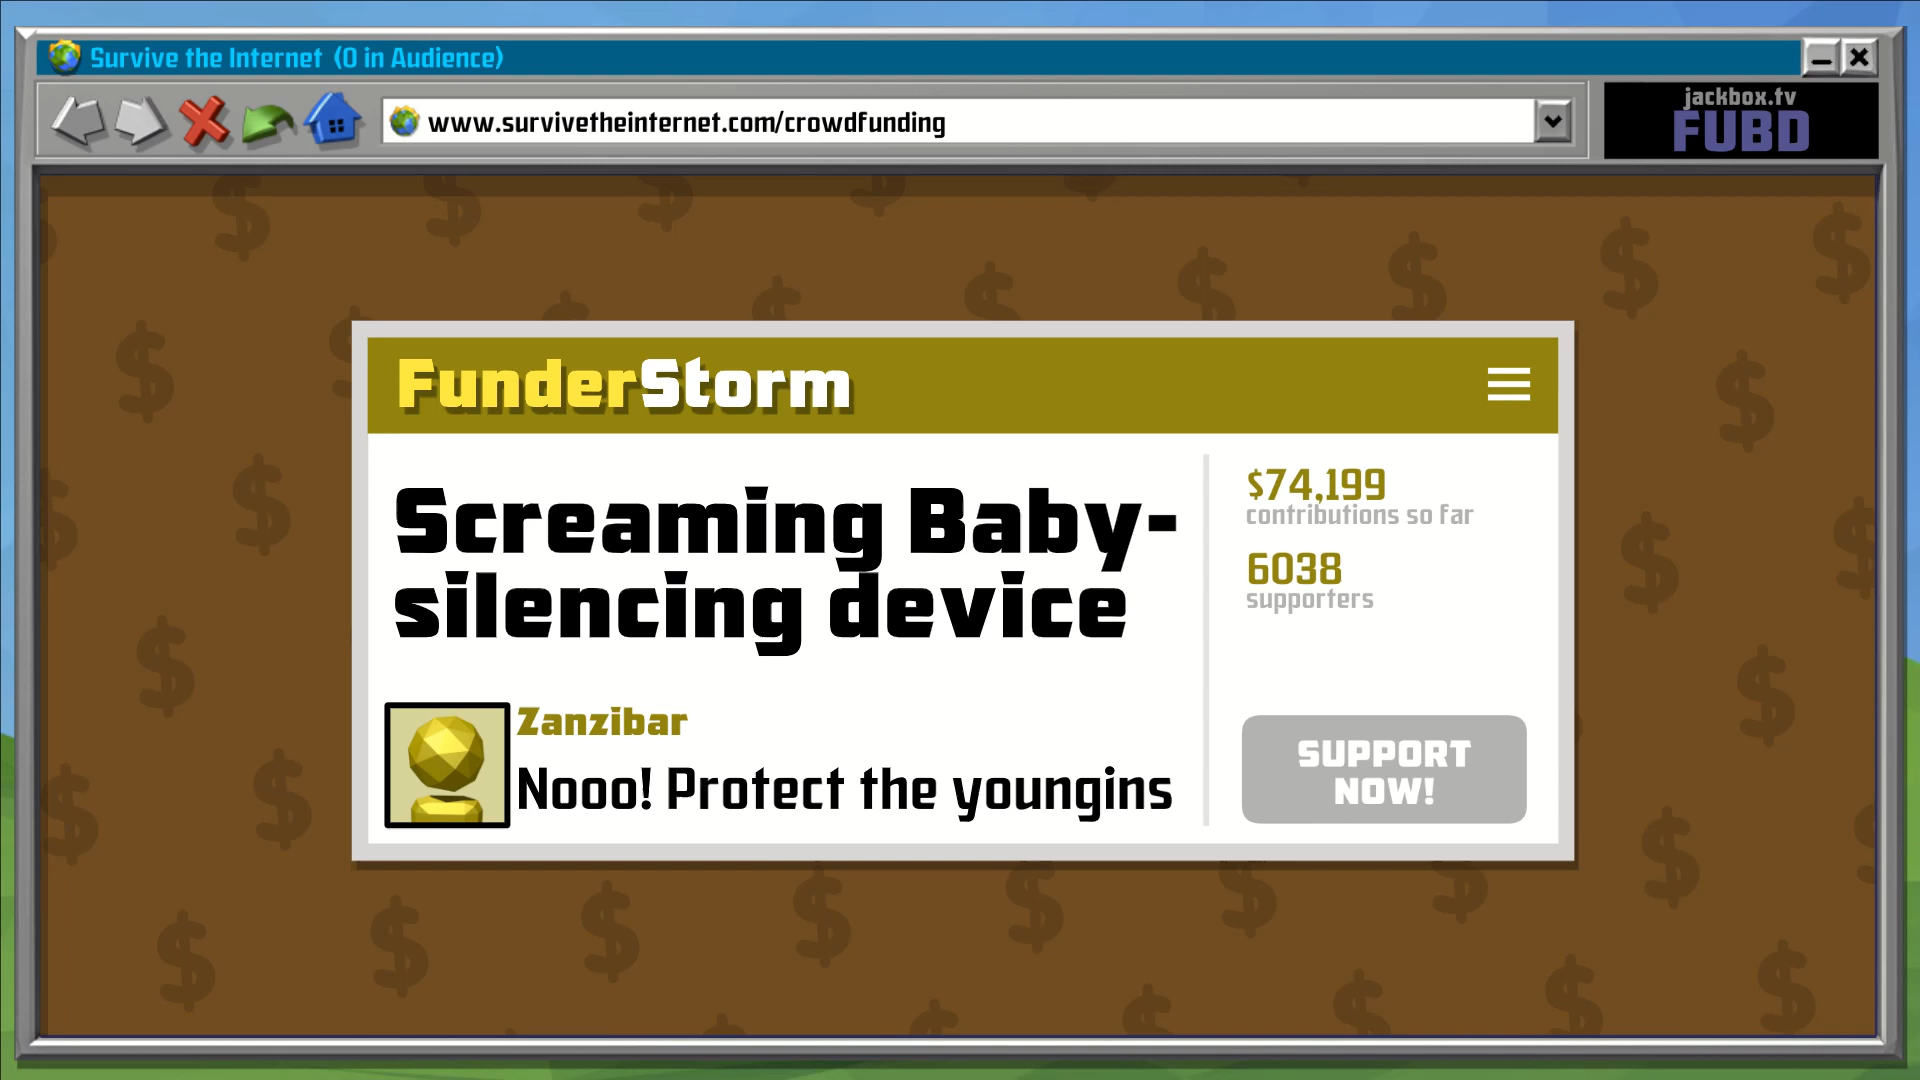 Survive the Internet (0 in Audience)
www.survivetheinternet.com/crowdfunding
jackbox.tv
FUBD
FunderStorm
Screaming Baby-
silencing device
Zanzibar
Nooo! Protect the youngins
$74,199
contributions so far
6038
supporters
SUPPORT
NOW!